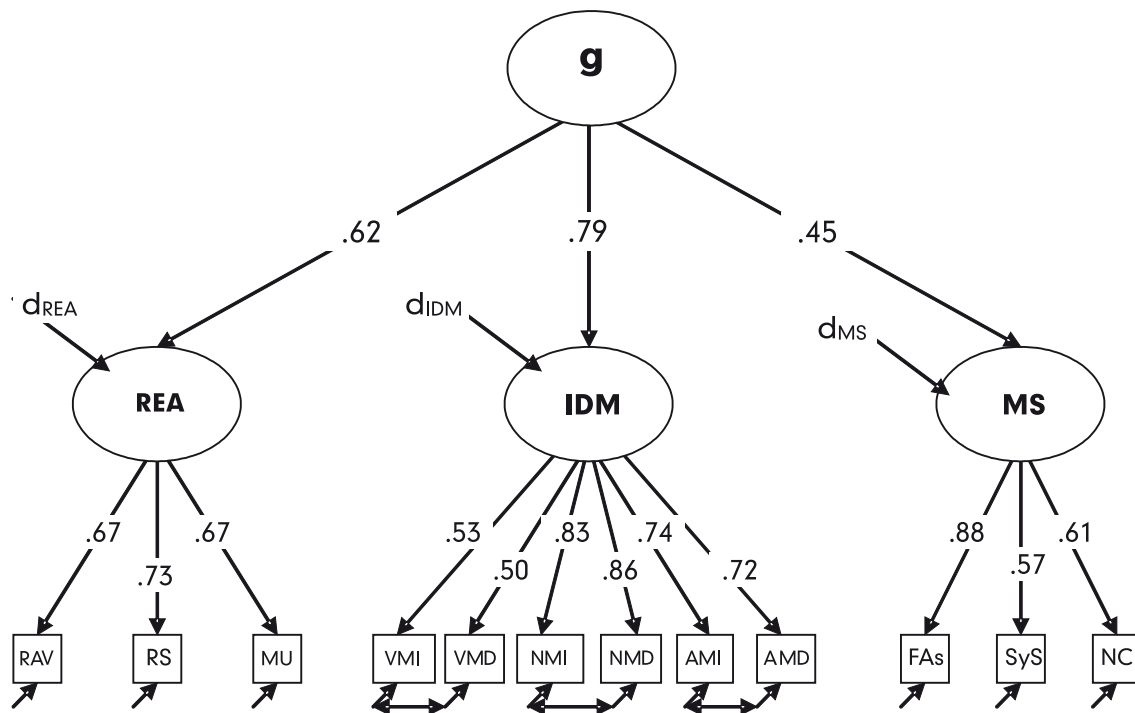 g
.62 .79 .45
dREA dIDM dMS
REA IDM MS
.67 .67 .53 .83 .74 .88 .61
.73 .50 .86 .72 .57
RAV RS MU VMI VMD NMI NMD AMI AMD FAs SyS NC